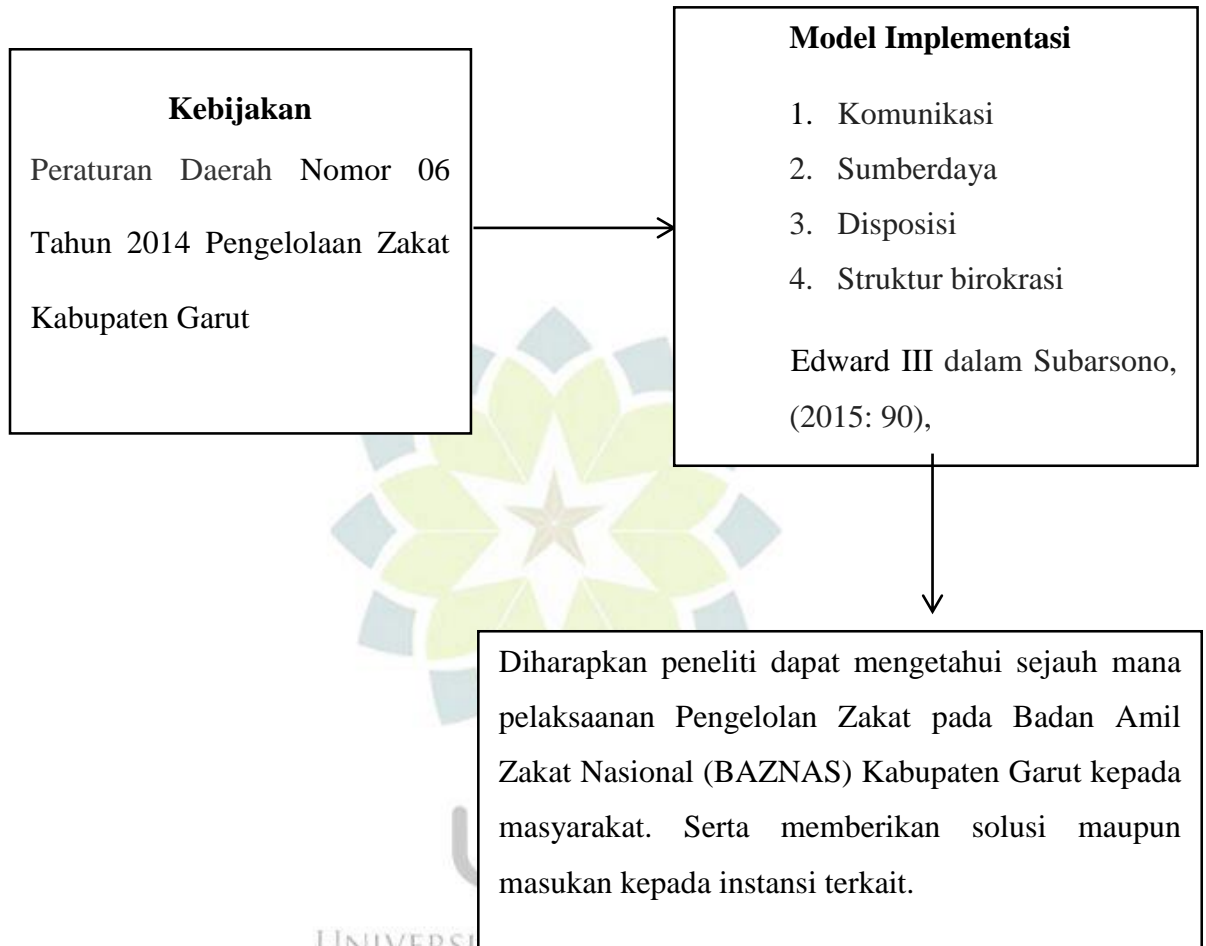 Kebijakan
Peraturan Daerah Nomor 06
Tahun 2014 Pengelolaan Zakat
Kabupaten Garut
Model Implementasi
1. Komunikasi
2. Sumberdaya
3. Disposisi
4. Struktur birokrasi
Edward III dalam Subarsono,
(2015: 90),
Diharapkan peneliti dapat mengetahui sejauh mana
pelaksaanan Pengelolan Zakat pada Badan Amil
Zakat Nasional (BAZNAS) Kabupaten Garut kepada
masyarakat. Serta memberikan solusi maupun
masukan kepada instansi terkait.